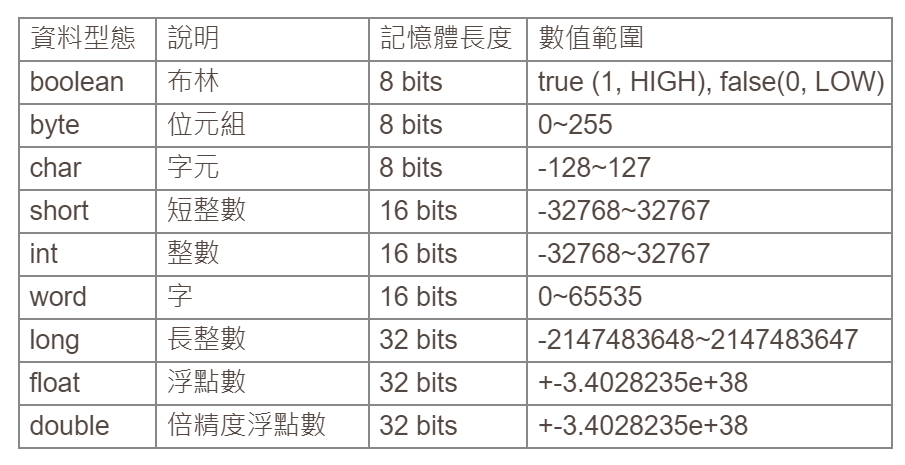 資料型態 說明 記憶體長度 數值範圍
boolean 布林 8 bits true (1, HIGH), false(0, LOW)
byte 位元組 8 bits 0~255
char 字元 8 bits -128~127
short 短整數 16 bits -32768~32767
int 整數 16 bits -32768~32767
word 字 16 bits 0~65535
long 長整數 32 bits -2147483648~2147483647
float 浮點數 32 bits +-3.4028235e+38
double 倍精度浮點數 32 bits +-3.4028235e+38